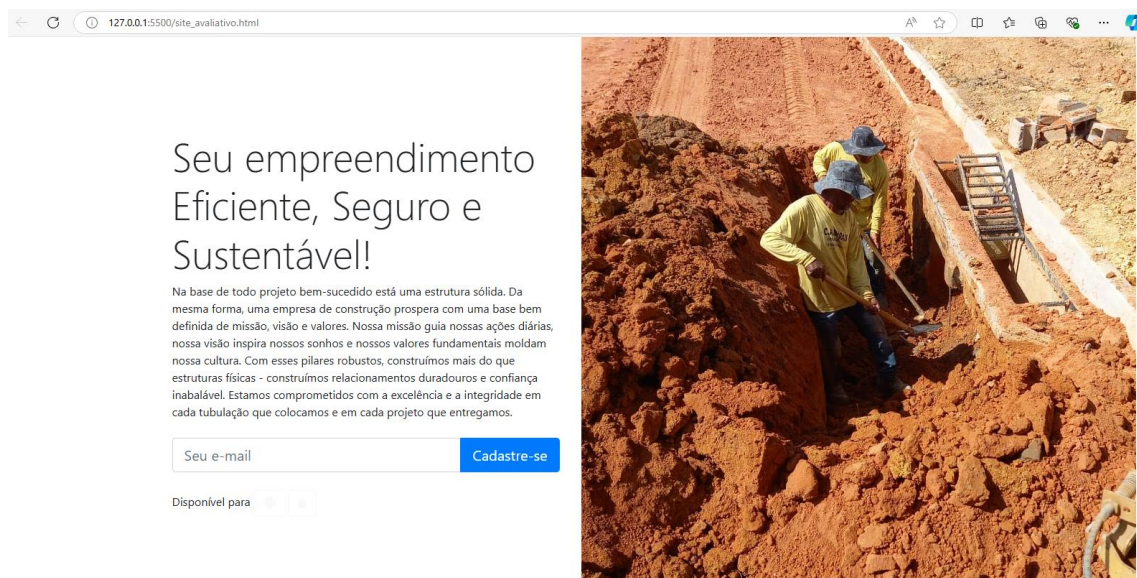 127.0.0.1:5500/site_avaliativo.html
Seu empreendimento
Eficiente, Seguro e
Sustentável!
Na base de todo projeto bem-sucedido está uma estrutura sólida. Da
mesma forma, uma empresa de construção prospera com uma base bem
definida de missão, visão e valores. Nossa missão guia nossas ações diárias,
nossa visão inspira nossos sonhos e nossos valores fundamentais moldam
nossa cultura. Com esses pilares robustos, construímos mais do que
estruturas físicas - construímos relacionamentos duradouros e confiança
inabalável. Estamos comprometidos com a excelência e a integridade em
cada tubulação que colocamos e em cada projeto que entregamos.
Seu e-mail
Cadastre-se
Disponível para